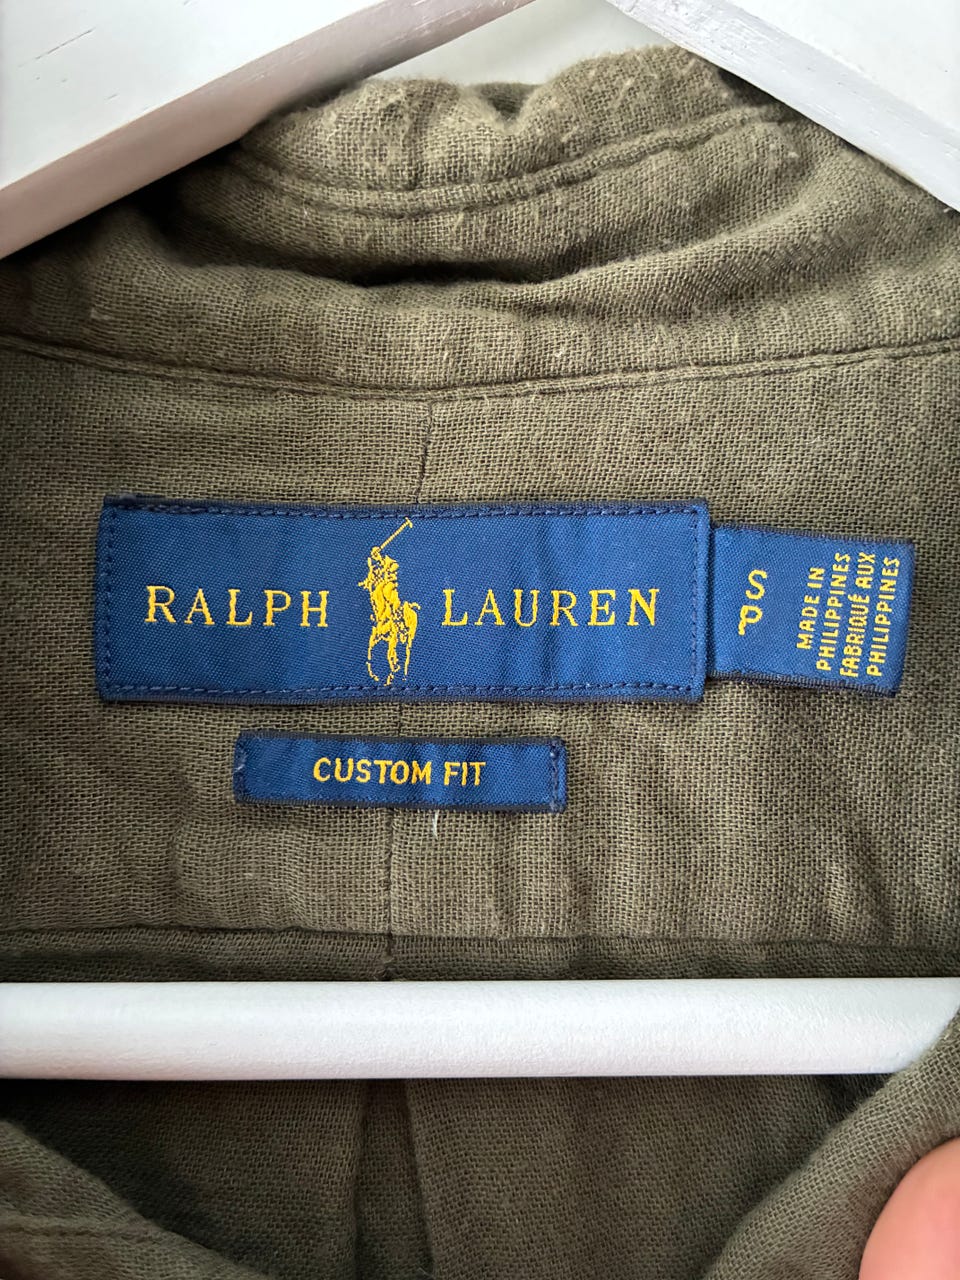 RALPH LAUREN
S
P
MADE IN
PHILIPPINES
FABRIQUÉ AUX
PHILIPPINES
CUSTOM FIT